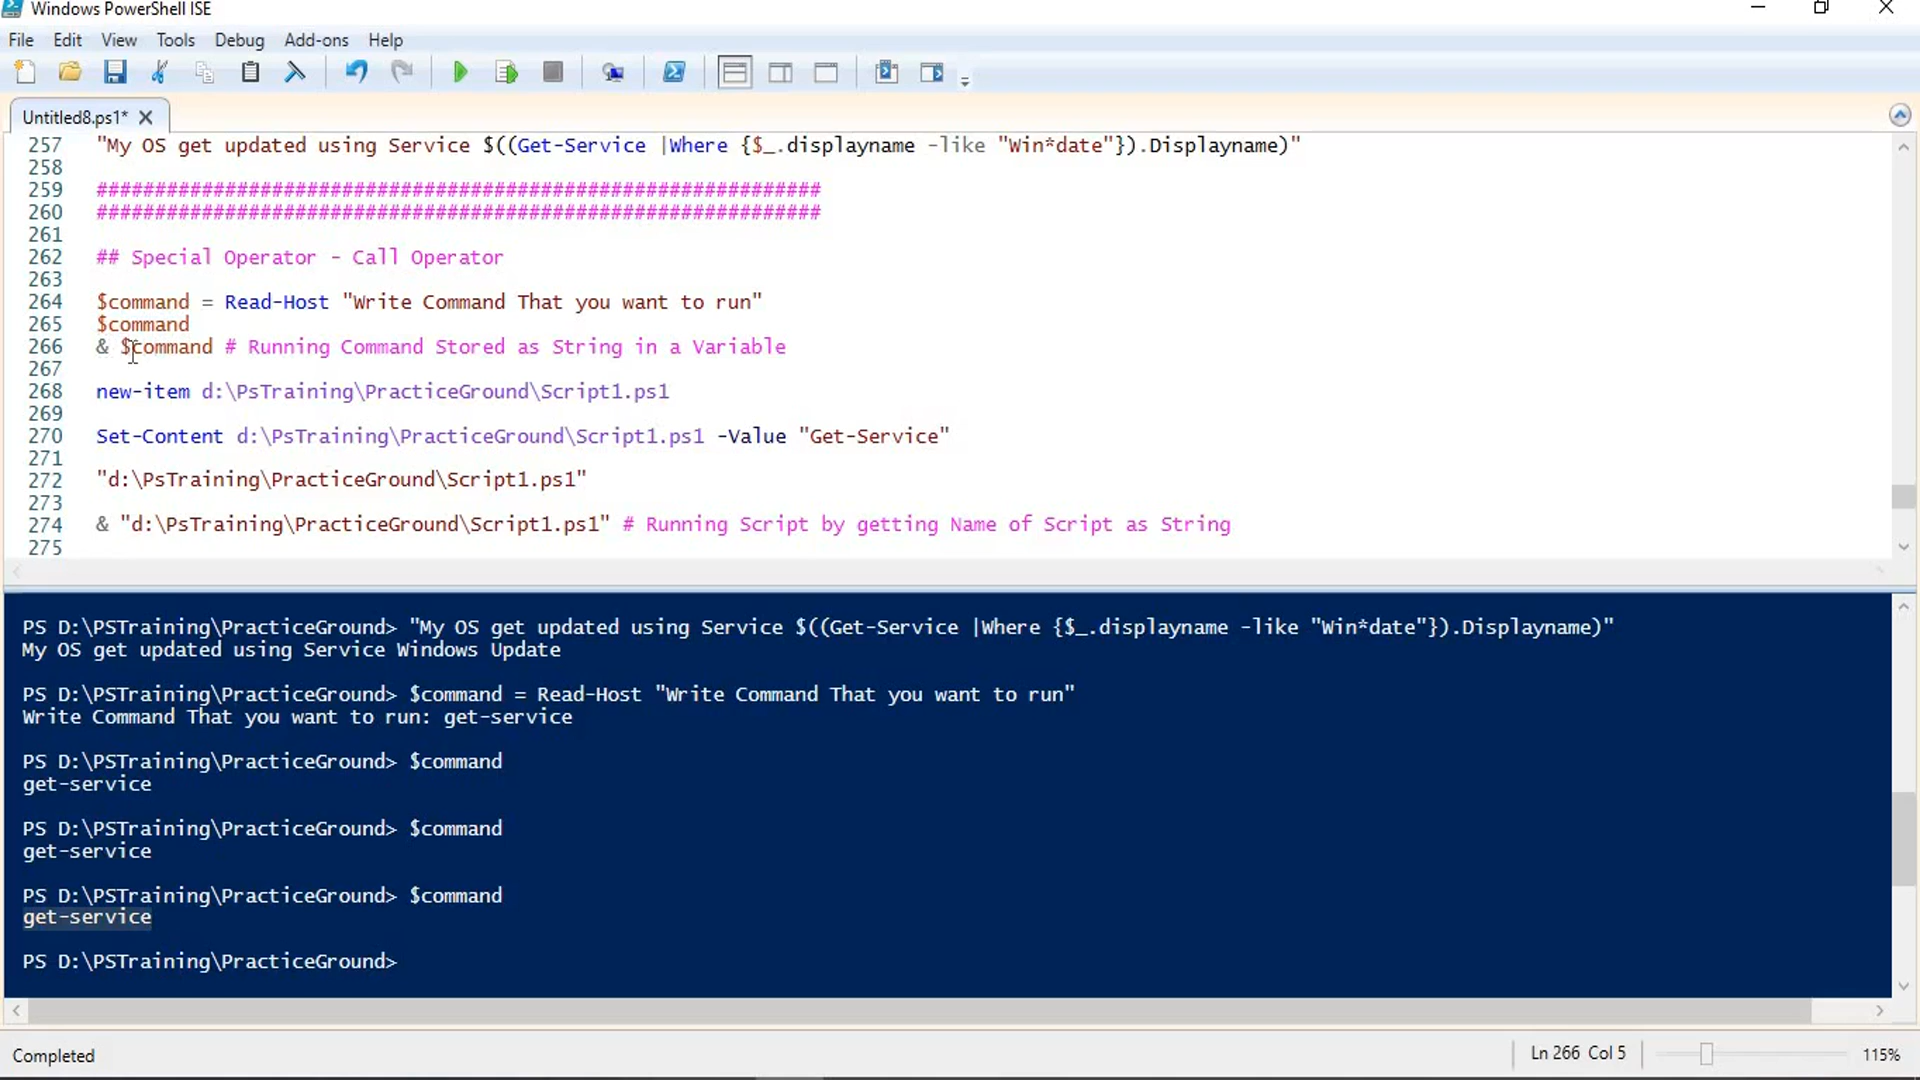 Windows PowerShell ISE
File Edit View Tools Debug Add-ons Help
Untitled8.ps1*
257 "My OS get updated using Service $((Get-Service |Where {$_.displayname -like "Win*date"}).Displayname)"
258
259 ##############################################################
260 ##############################################################
261
262 ## Special Operator - Call Operator
263
264 $command = Read-Host "Write Command That you want to run"
265 $command
266 & $command # Running Command Stored as String in a Variable
267
268 new-item d:\PsTraining\PracticeGround\Script1.ps1
269
270 Set-Content d:\PsTraining\PracticeGround\Script1.ps1 -Value "Get-Service"
271
272 "d:\PsTraining\PracticeGround\Script1.ps1"
273
274 & "d:\PsTraining\PracticeGround\Script1.ps1" # Running Script by getting Name of Script as String
275
PS D:\PSTraining\PracticeGround> "My OS get updated using Service $((Get-Service |Where {$_.displayname -like "Win*date"}).Displayname)"
My OS get updated using Service Windows Update
PS D:\PSTraining\PracticeGround> $command = Read-Host "Write Command That you want to run"
Write Command That you want to run: get-service
PS D:\PSTraining\PracticeGround> $command
get-service
PS D:\PSTraining\PracticeGround> $command
get-service
PS D:\PSTraining\PracticeGround> $command
get-service
PS D:\PSTraining\PracticeGround>
Completed Ln 266 Col 5 115%